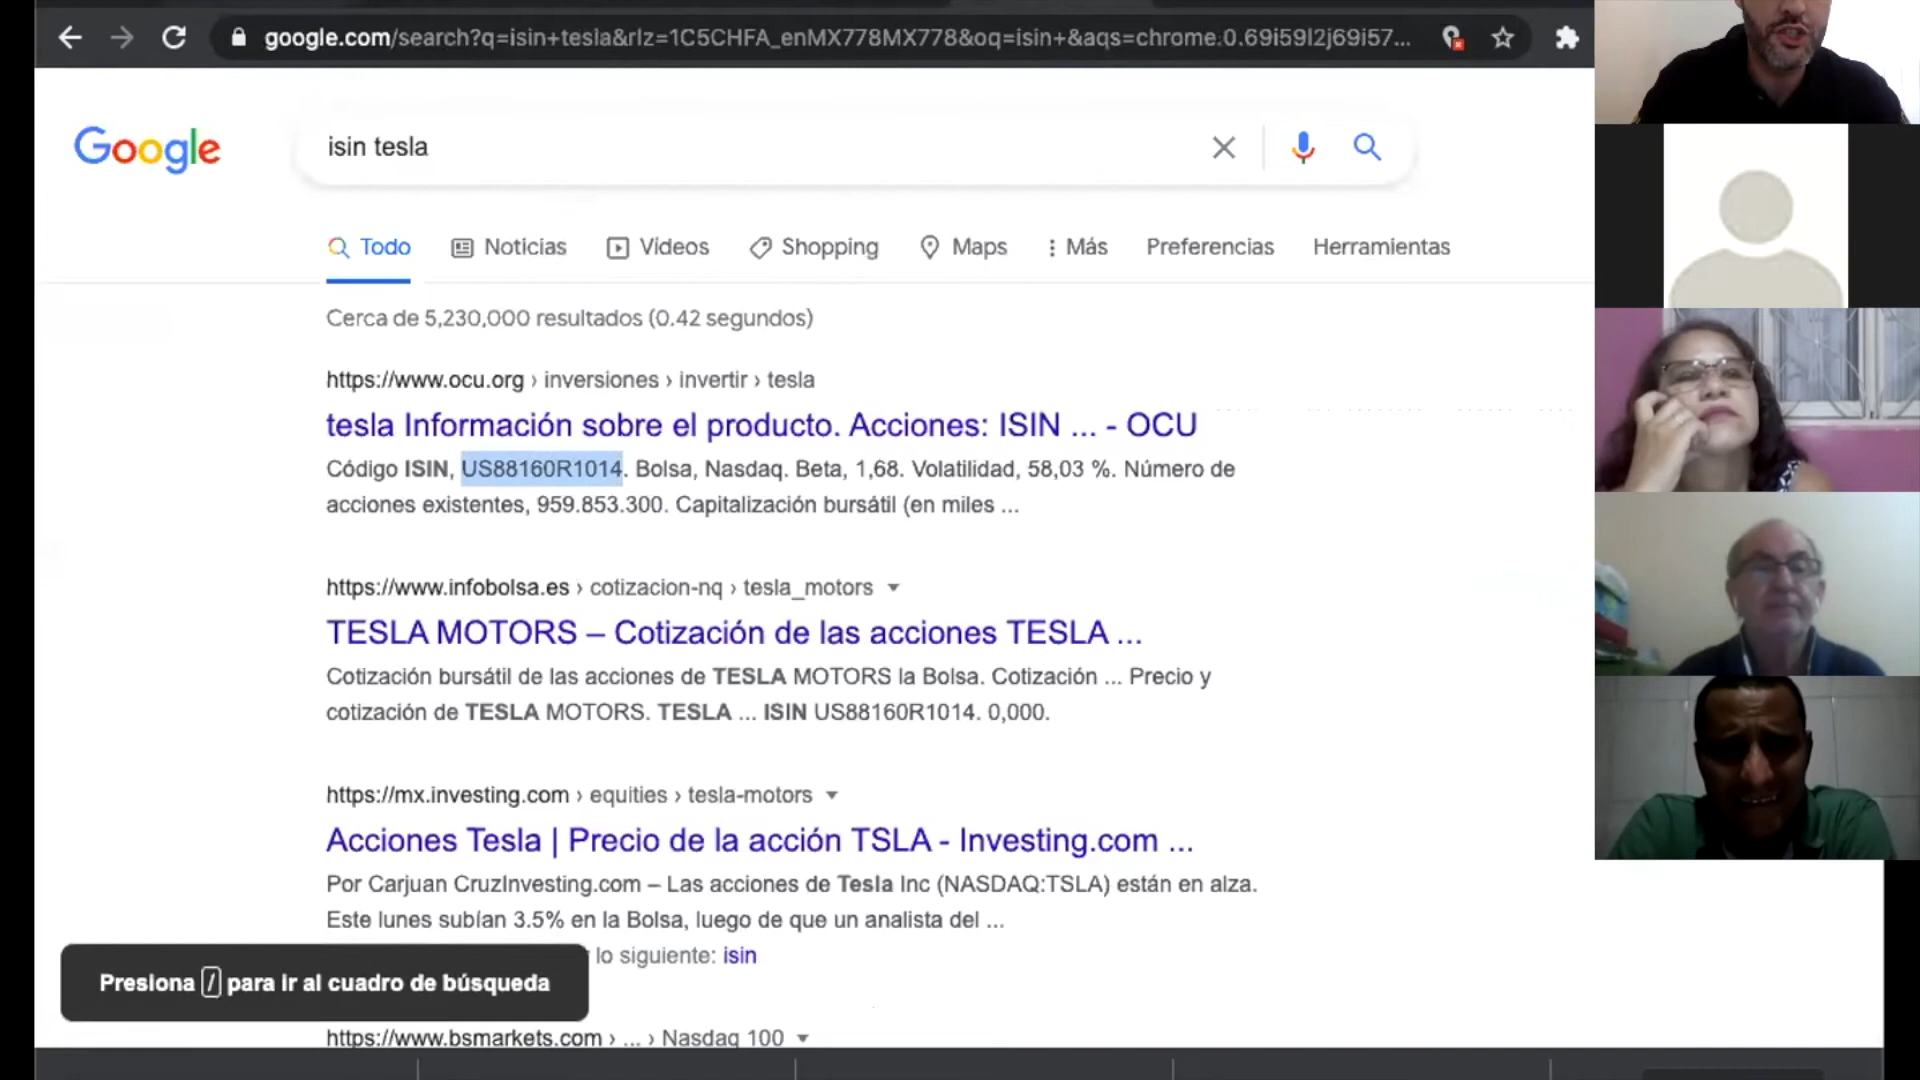 google.com/search?q=isin+tesla&rlz=1C5CHFA_enMX778MX778&oq=isin+&aqs=chrome.0.69i59l2j69i57...
Google
isin tesla
Todo Noticias Videos Shopping Maps Más Preferencias Herramientas
Cerca de 5,230,000 resultados (0.42 segundos)
https://www.ocu.org › inversiones › invertir › tesla
tesla Información sobre el producto. Acciones: ISIN ... - OCU
Código ISIN, US88160R1014. Bolsa, Nasdaq. Beta, 1,68. Volatilidad, 58,03 %. Número de
acciones existentes, 959.853.300. Capitalización bursátil (en miles ...
https://www.infobolsa.es › cotizacion-nq › tesla_motors
TESLA MOTORS – Cotización de las acciones TESLA ...
Cotización bursátil de las acciones de TESLA MOTORS la Bolsa. Cotización ... Precio y
cotización de TESLA MOTORS. TESLA ... ISIN US88160R1014. 0,000.
https://mx.investing.com › equities › tesla-motors
Acciones Tesla | Precio de la acción TSLA - Investing.com ...
Por Carjuan CruzInvesting.com – Las acciones de Tesla Inc (NASDAQ:TSLA) están en alza.
Este lunes subían 3.5% en la Bolsa, luego de que un analista del ...
lo siguiente: isin
Presiona / para ir al cuadro de búsqueda
https://www.bsmarkets.com › ... › Nasdaq 100